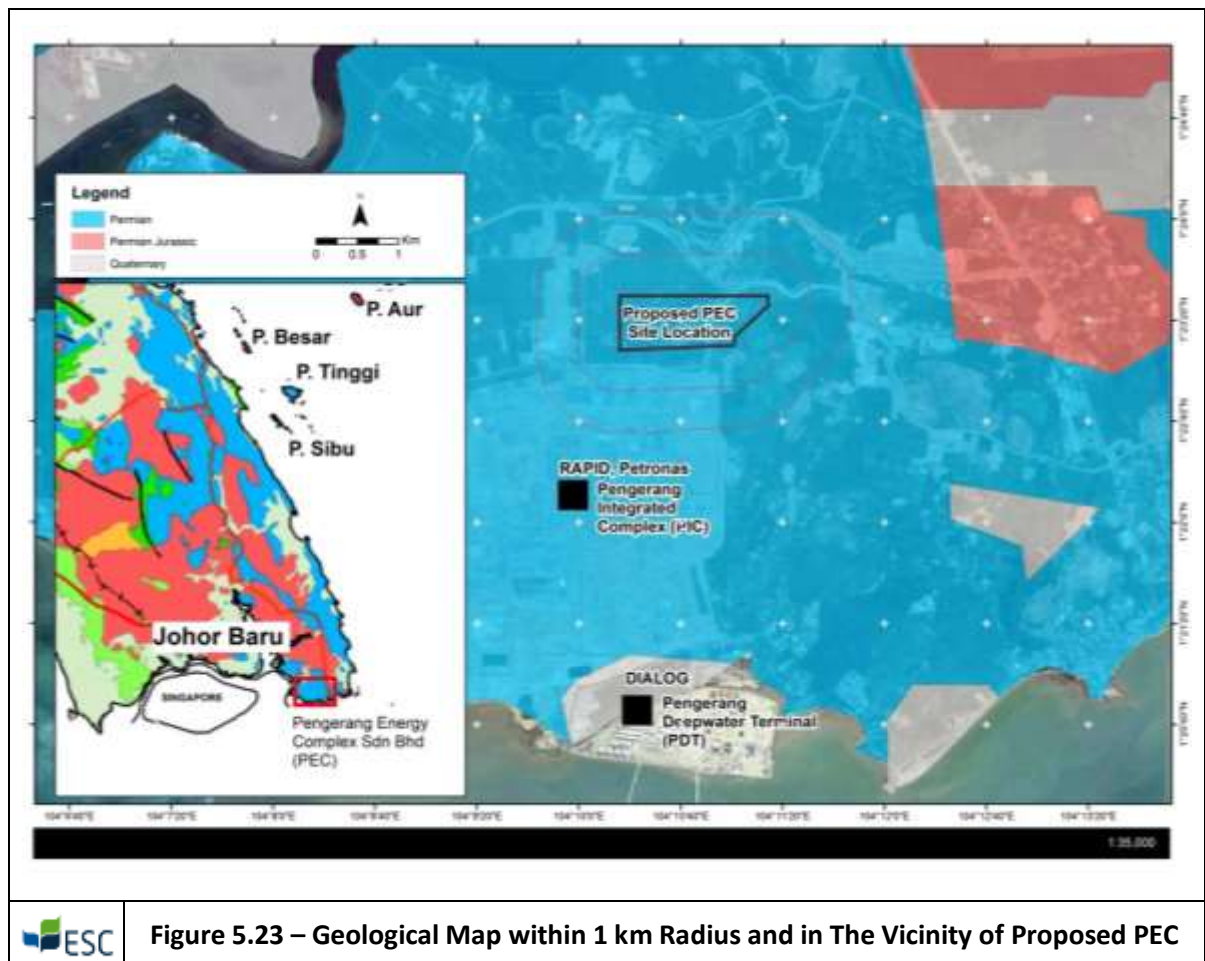 Legend
Permian
Permian Jurassic
Quaternary
Km
0 0.5 1
P. Aur
P. Besar
P. Tinggi
P. Sibu
Johor Baru
SINGAPORE
Pengerang Energy
Complex Sdn Bhd
(PEC)
Proposed PEC
Site Location
RAPID, Petronas
Pengerang
Integrated
Complex (PIC)
DIALOG
Pengerang
Deepwater Terminal
(PDT)
1:35,000
ESC
Figure 5.23 – Geological Map within 1 km Radius and in The Vicinity of Proposed PEC